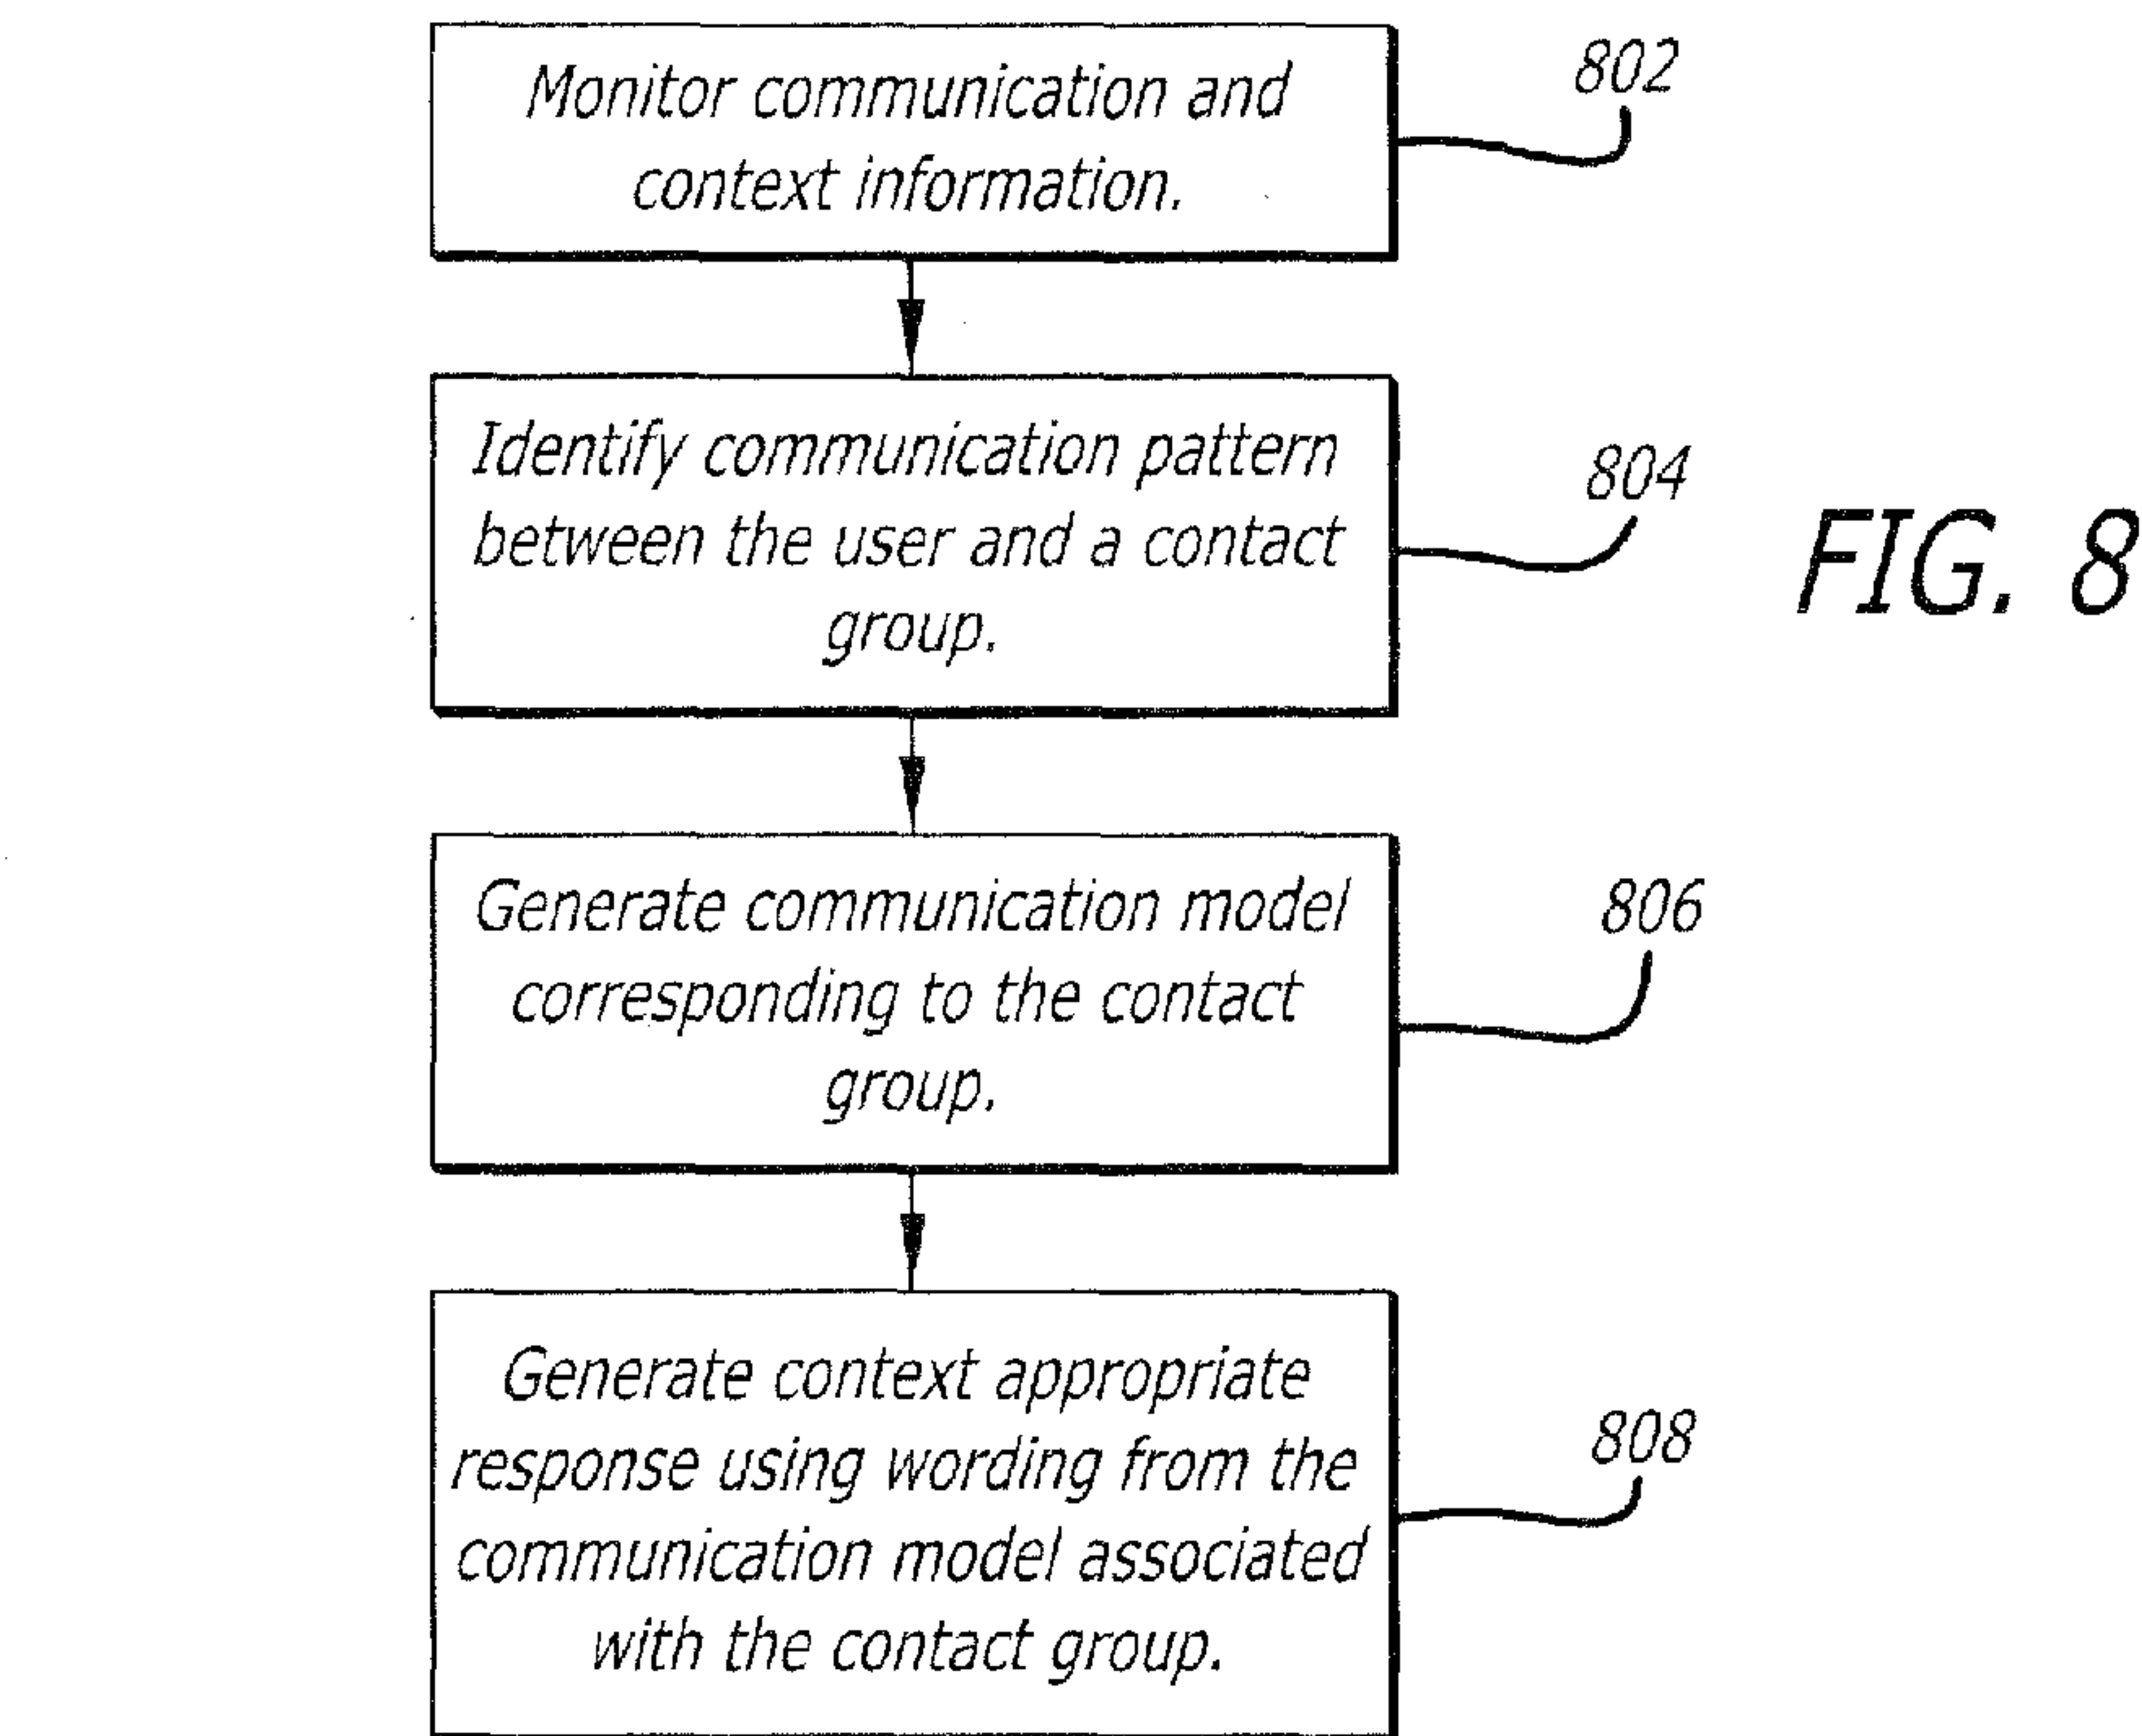 Monitor communication and
context information.
802
Identify communication pattern
between the user and a contact
group.
804
FIG. 8
Generate communication model
corresponding to the contact
group.
806
Generate context appropriate
response using wording from the
communication model associated
with the contact group.
808